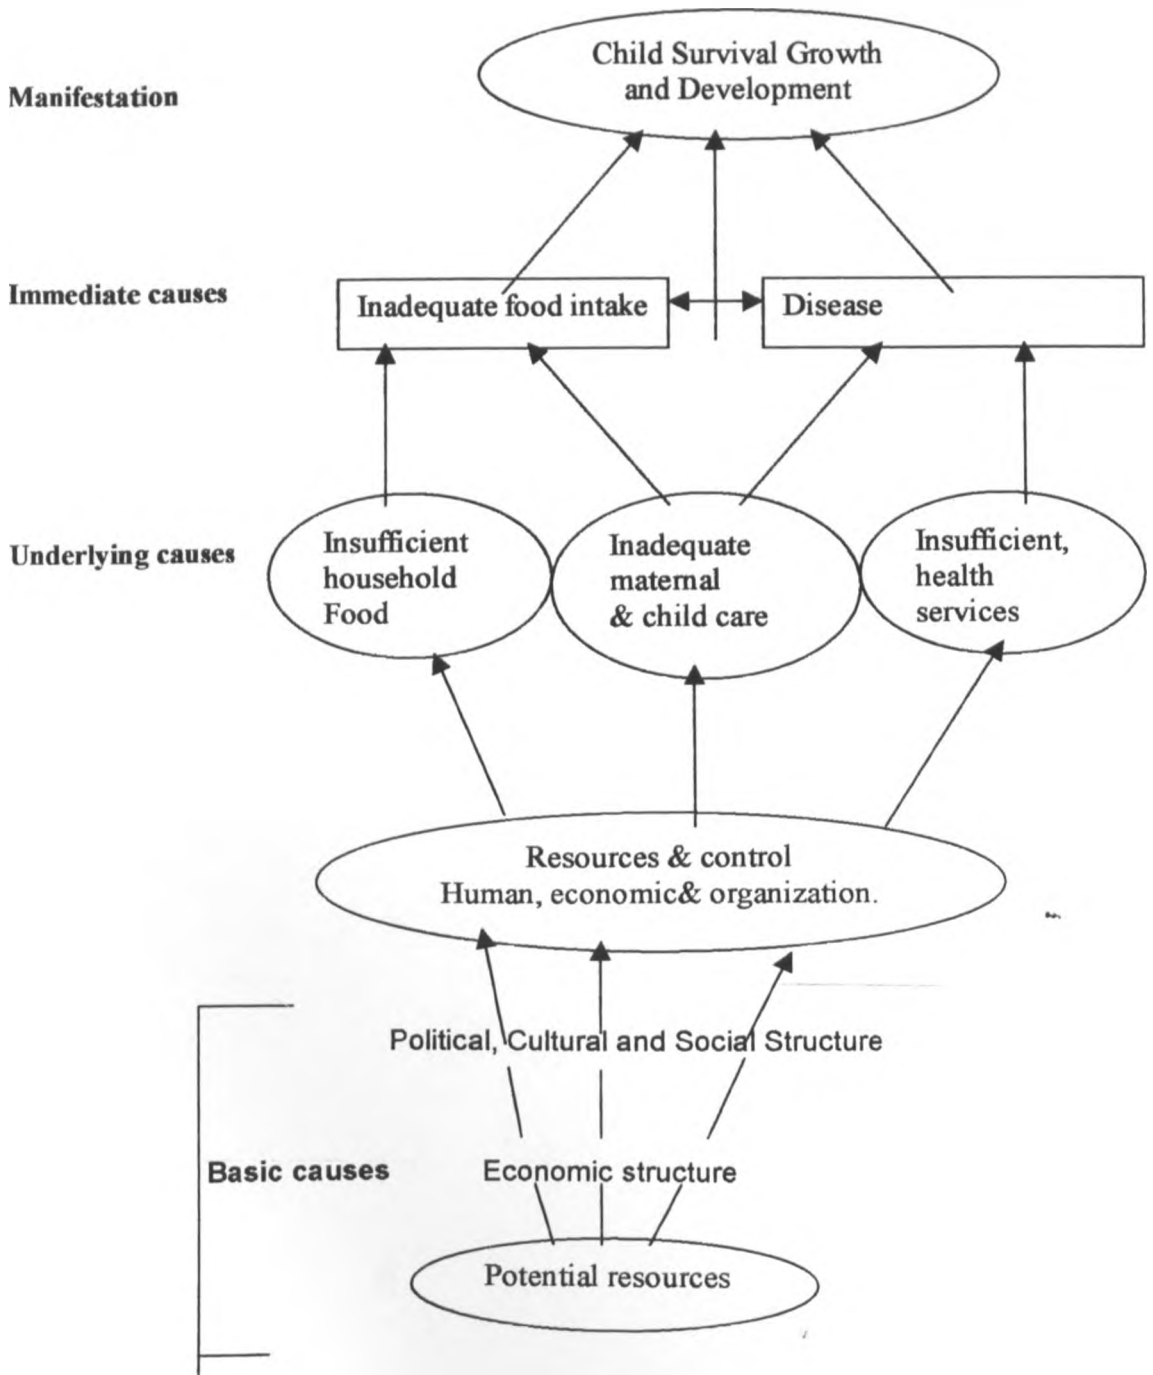 Child Survival Growth
and Development
Manifestation
Immediate causes
Inadequate food intake
Disease
Underlying causes
Insufficient
household
Food
Inadequate
maternal
& child care
Insufficient,
health
services
Resources & control
Human, economic& organization.
Political, Cultural and Social Structure
Basic causes
Economic structure
Potential resources